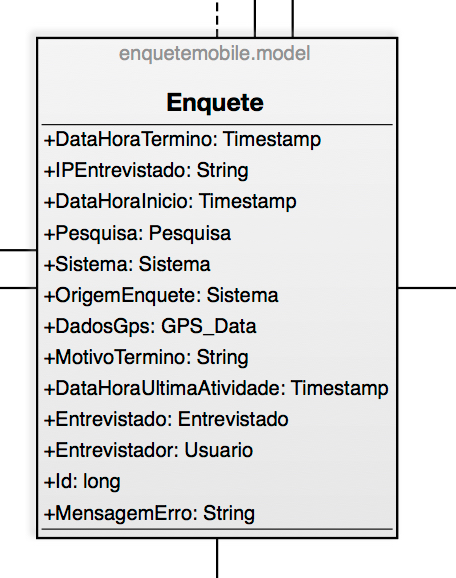 enquetemobile.model
Enquete
+DataHoraTermino: Timestamp
+IPEntrevistado: String
+DataHoraInicio: Timestamp
+Pesquisa: Pesquisa
+Sistema: Sistema
+OrigemEnquete: Sistema
+DadosGps: GPS_Data
+MotivoTermino: String
+DataHoraUltimaAtividade: Timestamp
+Entrevistado: Entrevistado
+Entrevistador: Usuario
+Id: long
+MensagemErro: String